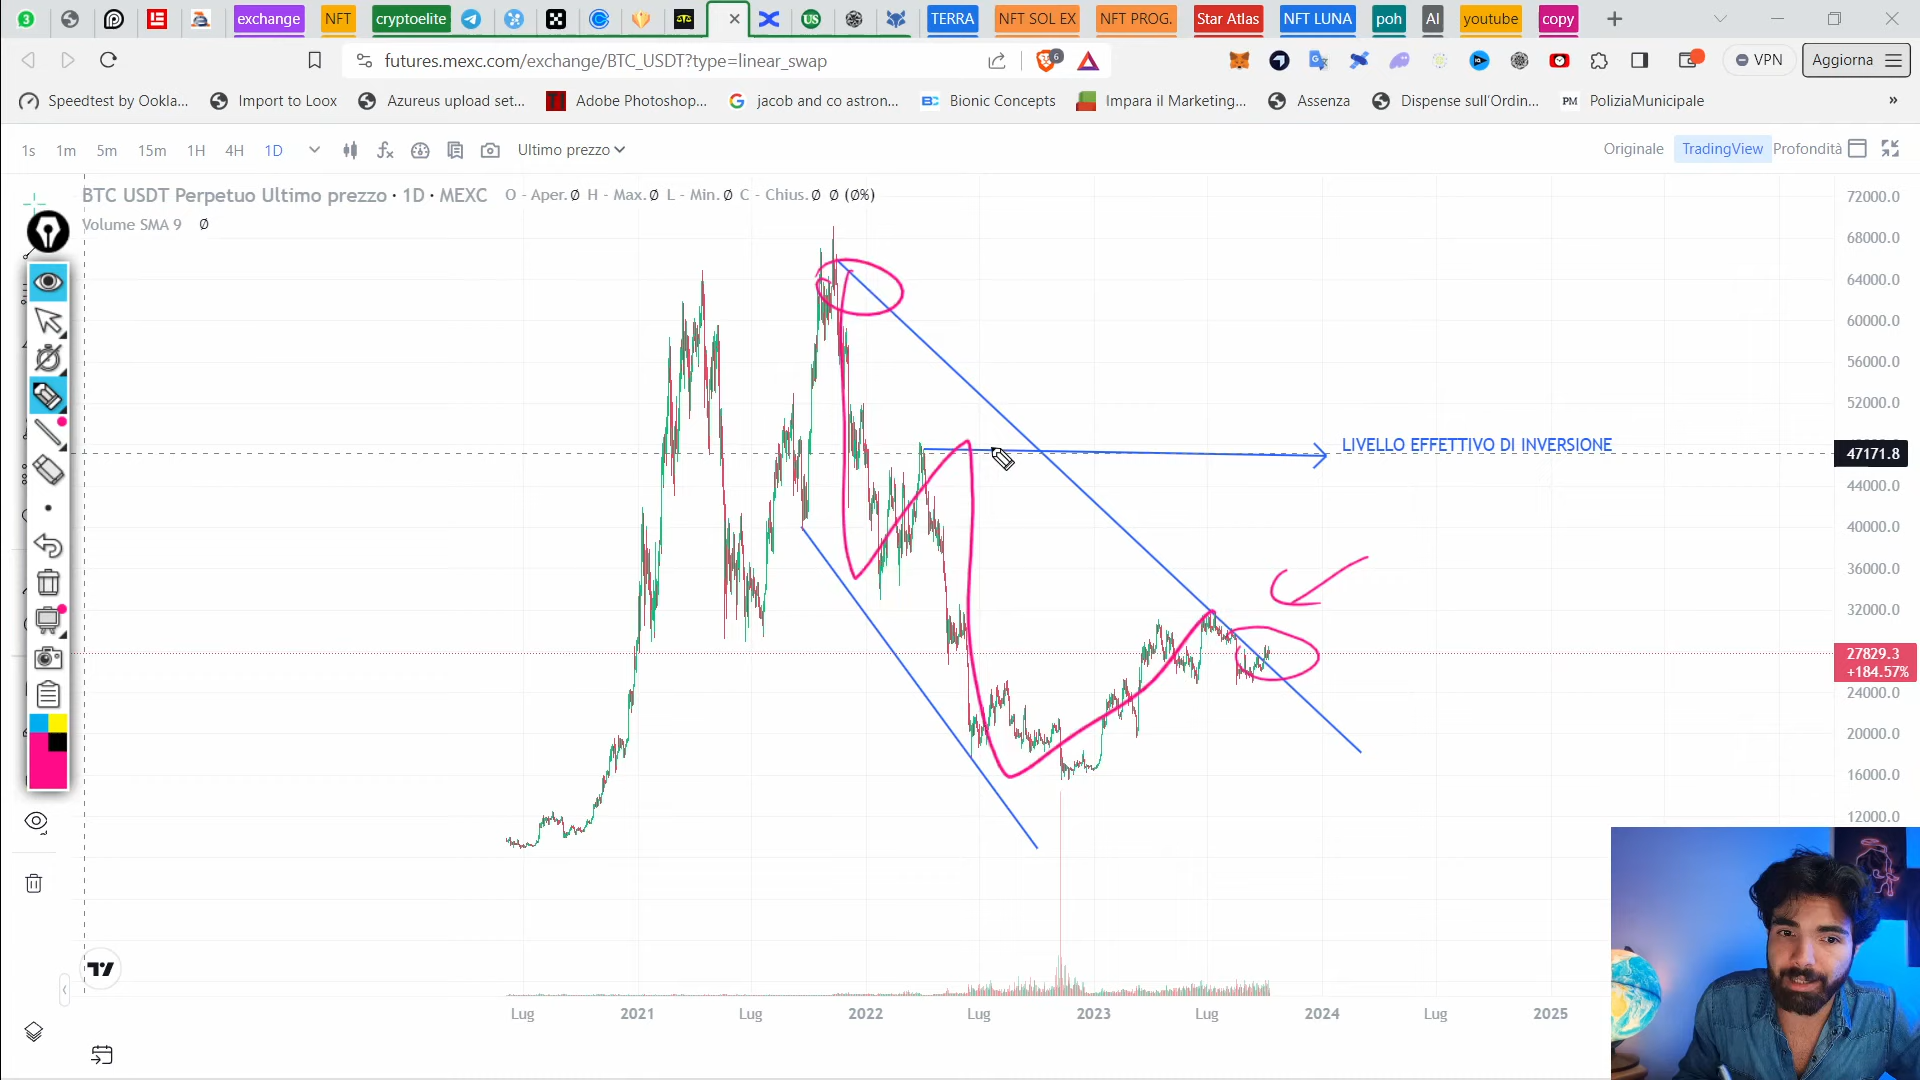 3
exchange
NFT
cryptoelite
US
TERRA
NFT SOL EX
NFT PROG.
Star Atlas
NFT LUNA
poh
AI
youtube
copy
futures.mexc.com/exchange/BTC_USDT?type=linear_swap
6
VPN
Aggiorna
Speedtest by Ookla...
Import to Loox
Azureus upload set...
Adobe Photoshop...
jacob and co astron...
Bionic Concepts
Impara il Marketing...
Assenza
Dispense sull'Ordin...
PM
PoliziaMunicipale
»
1s
1m
5m
15m
1H
4H
1D
Ultimo prezzo
Originale
TradingView
Profondità
BTC USDT Perpetuo Ultimo prezzo · 1D · MEXC
O - Aper. Ø H - Max. Ø L - Min. Ø C - Chius. Ø Ø (Ø%)
Volume SMA 9 Ø
72000.0
68000.0
64000.0
60000.0
56000.0
52000.0
LIVELLO EFFETTIVO DI INVERSIONE
47171.8
44000.0
40000.0
36000.0
32000.0
27829.3
+184.57%
24000.0
20000.0
16000.0
12000.0
Lug
2021
Lug
2022
Lug
2023
Lug
2024
Lug
2025